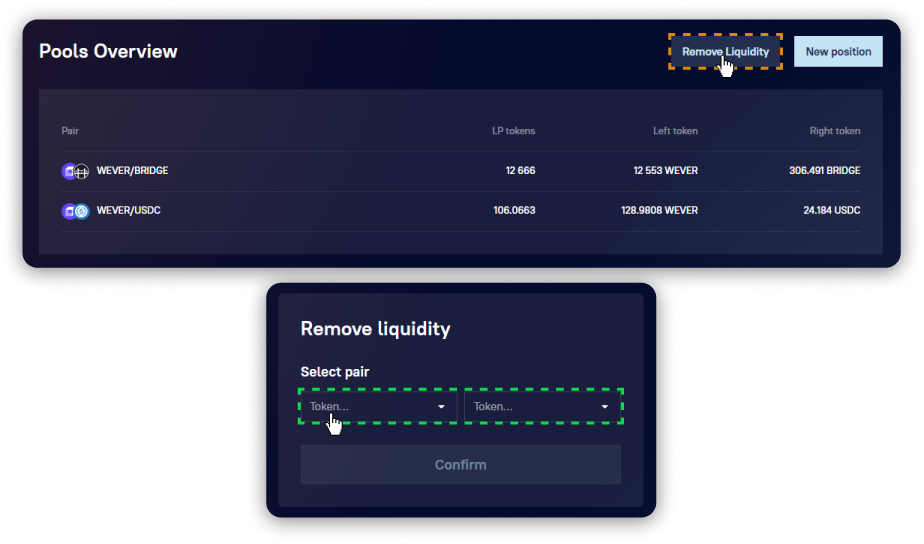 Pools Overview
Remove Liquidity
New position
Pair LP tokens Left token Right token
WEVER/BRIDGE 12 666 12 553 WEVER 306.491 BRIDGE
WEVER/USDC 106.0663 128.9808 WEVER 24.184 USDC
Remove liquidity
Select pair
Token... Token...
Confirm